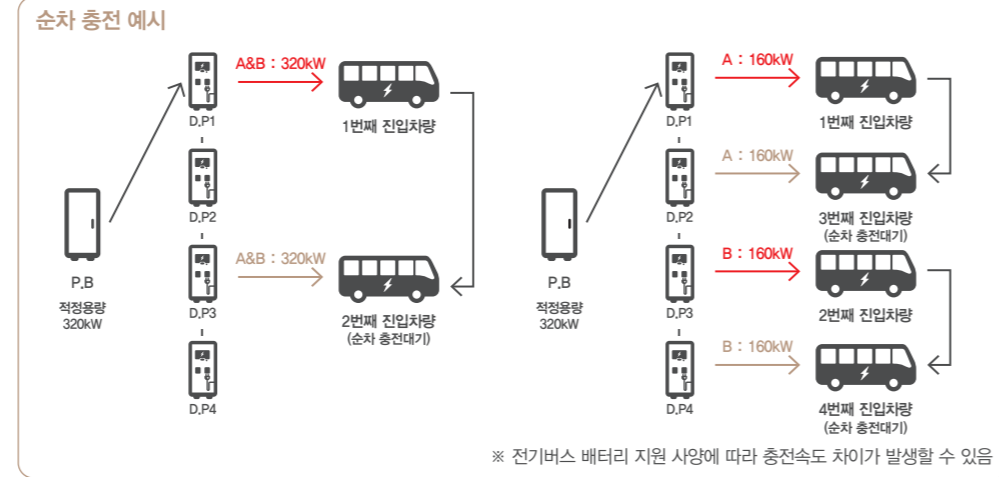 순차 충전 예시
A&B : 320kW
D.P1
1번째 진입차량
D.P2
P.B
적정용량
320kW
A&B : 320kW
D.P3
2번째 진입차량
(순차 충전대기)
D.P4
A : 160kW
D.P1
1번째 진입차량
A : 160kW
D.P2
3번째 진입차량
(순차 충전대기)
P.B
적정용량
320kW
B : 160kW
D.P3
2번째 진입차량
B : 160kW
D.P4
4번째 진입차량
(순차 충전대기)
※ 전기버스 배터리 지원 사양에 따라 충전속도 차이가 발생할 수 있음